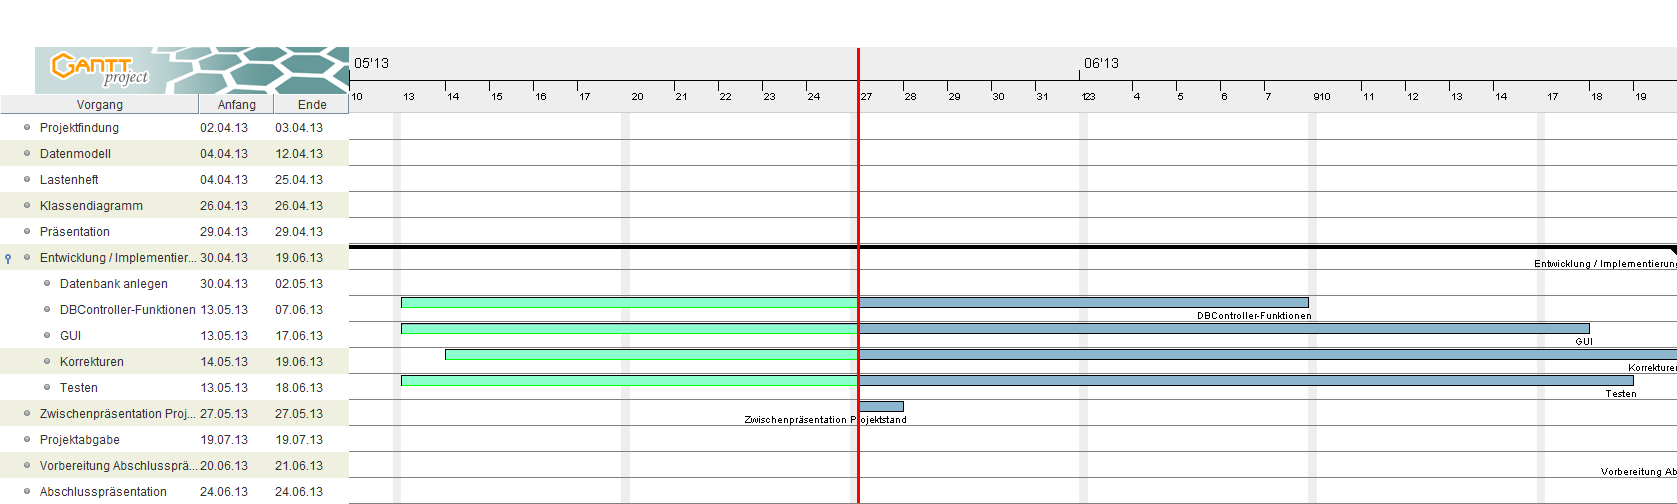 GANTT
project
05'13
06'13
Vorgang Anfang Ende
10 13 14 15 16 17 20 21 22 23 24 27 28 29 30 31 123 4 5 6 7 910 11 12 13 14 17 18 19
Projektfindung 02.04.13 03.04.13
Datenmodell 04.04.13 12.04.13
Lastenheft 04.04.13 25.04.13
Klassendiagramm 26.04.13 26.04.13
Präsentation 29.04.13 29.04.13
Entwicklung / Implementier... 30.04.13 19.06.13
Entwicklung / Implementierung
Datenbank anlegen 30.04.13 02.05.13
DBController-Funktionen 13.05.13 07.06.13
DBController-Funktionen
GUI 13.05.13 17.06.13
GUI
Korrekturen 14.05.13 19.06.13
Korrekturen
Testen 13.05.13 18.06.13
Testen
Zwischenpräsentation Proj... 27.05.13 27.05.13
Zwischenpräsentation Projektstand
Projektabgabe 19.07.13 19.07.13
Vorbereitung Abschlussprä... 20.06.13 21.06.13
Vorbereitung Ab
Abschlusspräsentation 24.06.13 24.06.13